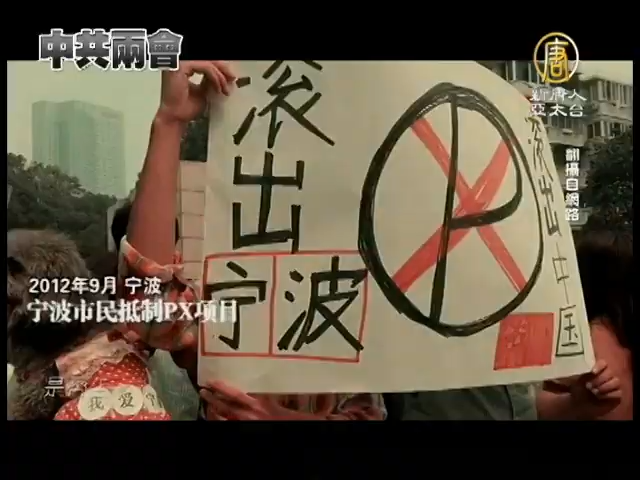 中共兩會
新唐人
亞太台
翻攝自網路
滚出
宁波
P
滚出中国
2012年9月 宁波
宁波市民抵制PX项目
我爱